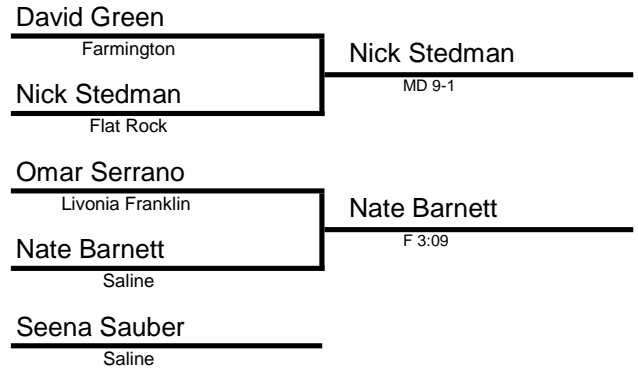 David Green
Farmington
Nick Stedman
MD 9-1
Nick Stedman
Flat Rock
Omar Serrano
Livonia Franklin
Nate Barnett
F 3:09
Nate Barnett
Saline
Seena Sauber
Saline